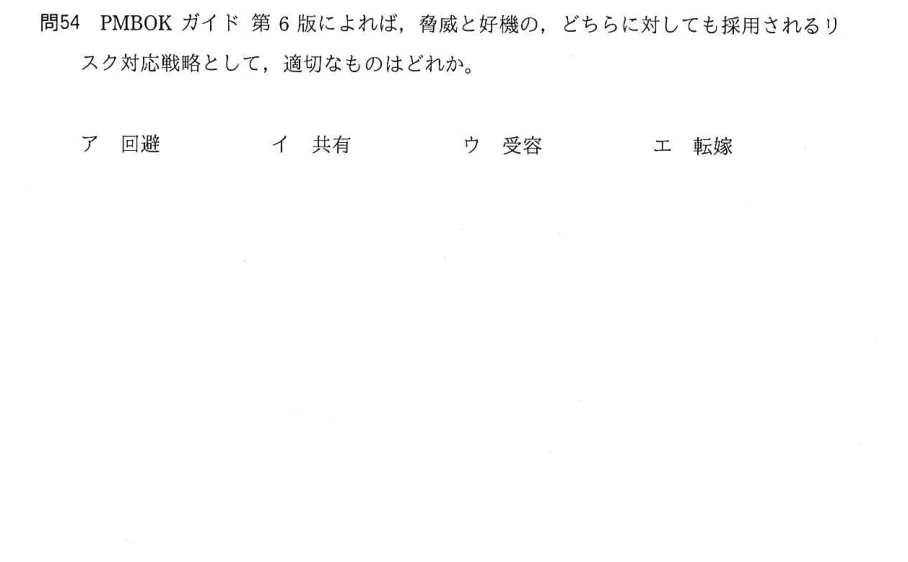 問54 PMBOK ガイド 第 6 版によれば，脅威と好機の，どちらに対しても採用されるリ
スク対応戦略として，適切なものはどれか。
ア 回避 イ 共有 ウ 受容 エ 転嫁